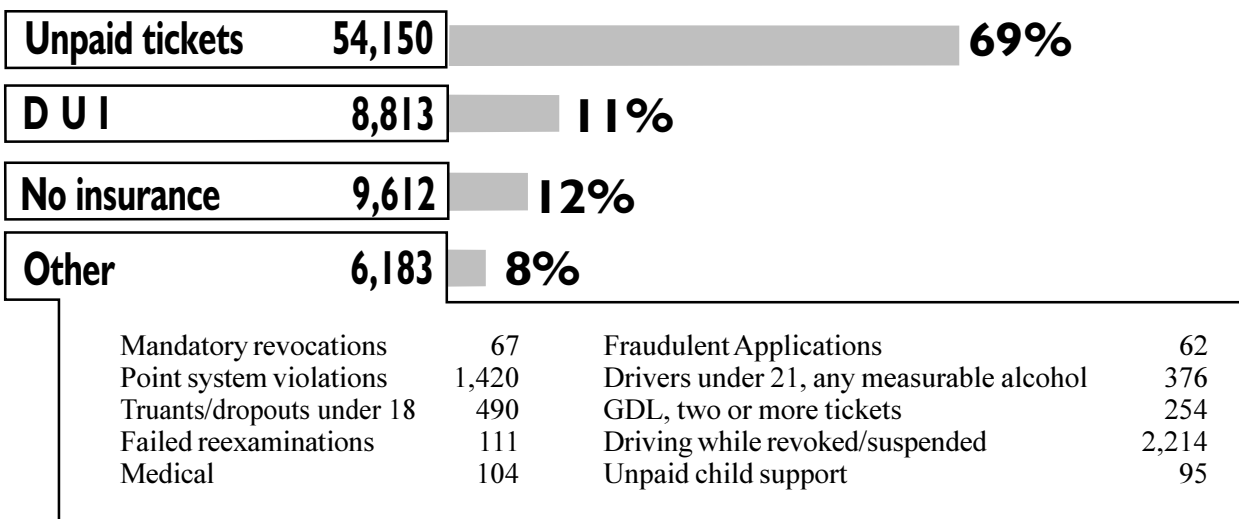 Unpaid tickets 54,150 69%
D U I 8,813 11%
No insurance 9,612 12%
Other 6,183 8%
Mandatory revocations 67 Fraudulent Applications 62
Point system violations 1,420 Drivers under 21, any measurable alcohol 376
Truants/dropouts under 18 490 GDL, two or more tickets 254
Failed reexaminations 111 Driving while revoked/suspended 2,214
Medical 104 Unpaid child support 95